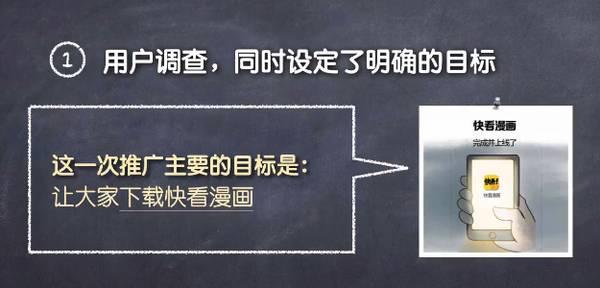 1 用户调查，同时设定了明确的目标
这一次推广主要的目标是：
让大家下载快看漫画
快看漫画
完成并上线了
快看!
快看漫画